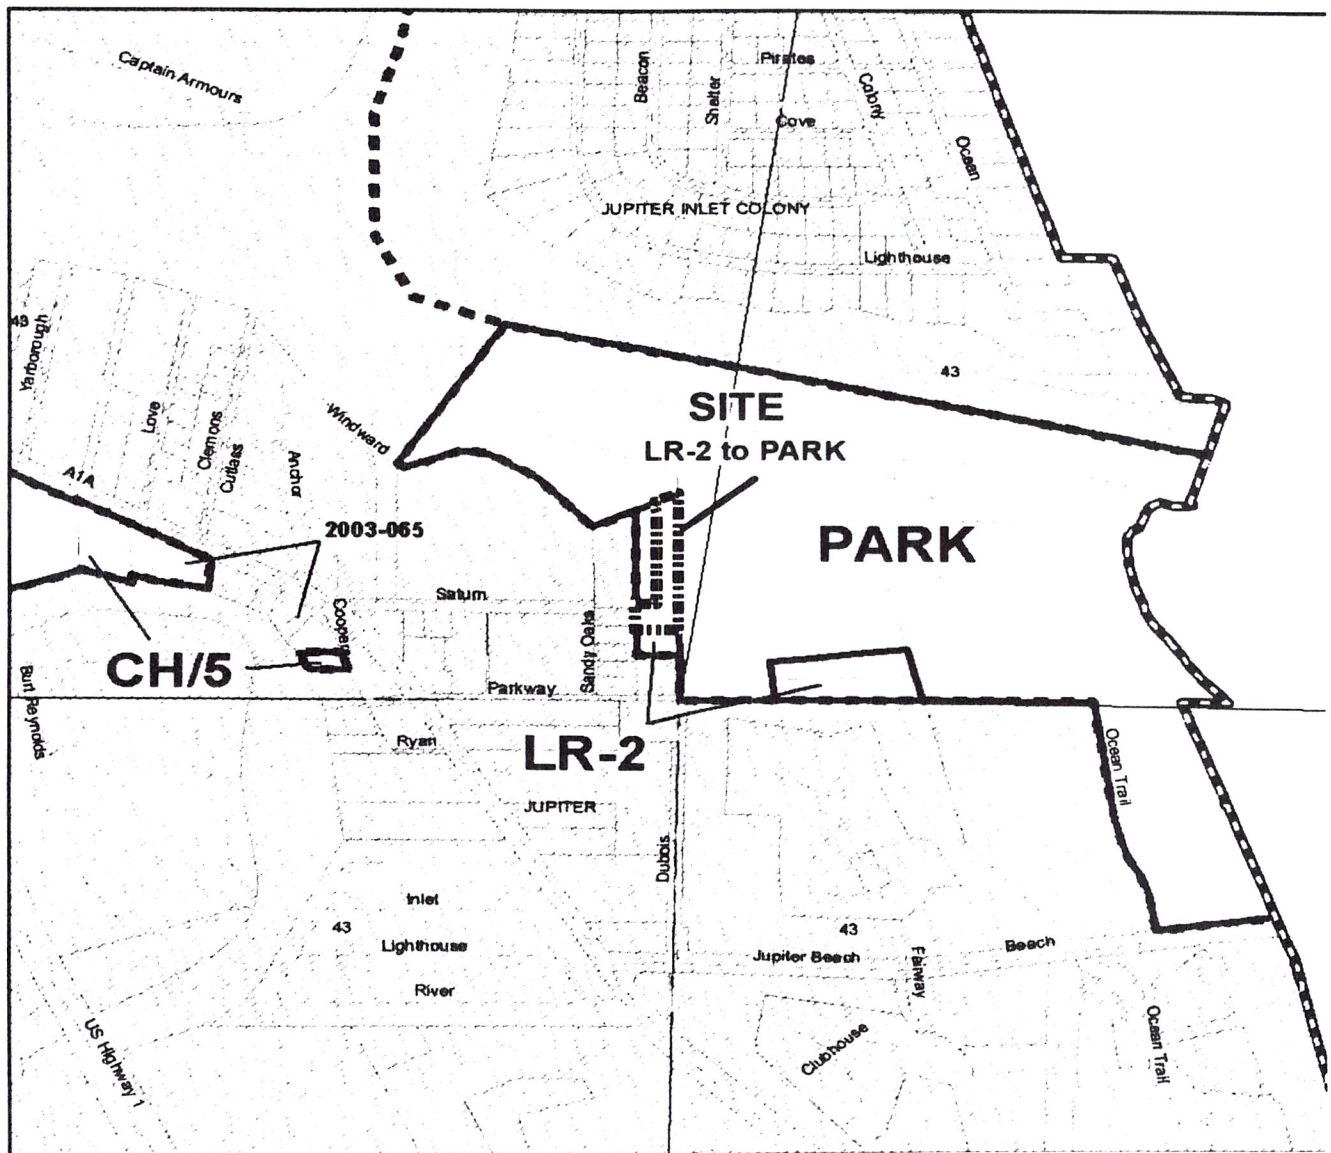 Captain Armours
Beacon
Shelter
Pirates
Cove
Colony
Ocean
JUPITER INLET COLONY
Lighthouse
43
Yarborough
Love
Clemons
Cutlass
Anchor
Windward
43
SITE
LR-2 to PARK
A1A
2003-065
PARK
Saturn
Cooper
Sandy Oaks
CH/5
Burt Reynolds
Parkway
Ryan
LR-2
JUPITER
Ocean Trail
Dubois
Inlet
43
Lighthouse
River
43
Jupiter Beach
Fairway
Beach
US Highway 1
Clubhouse
Ocean Trail